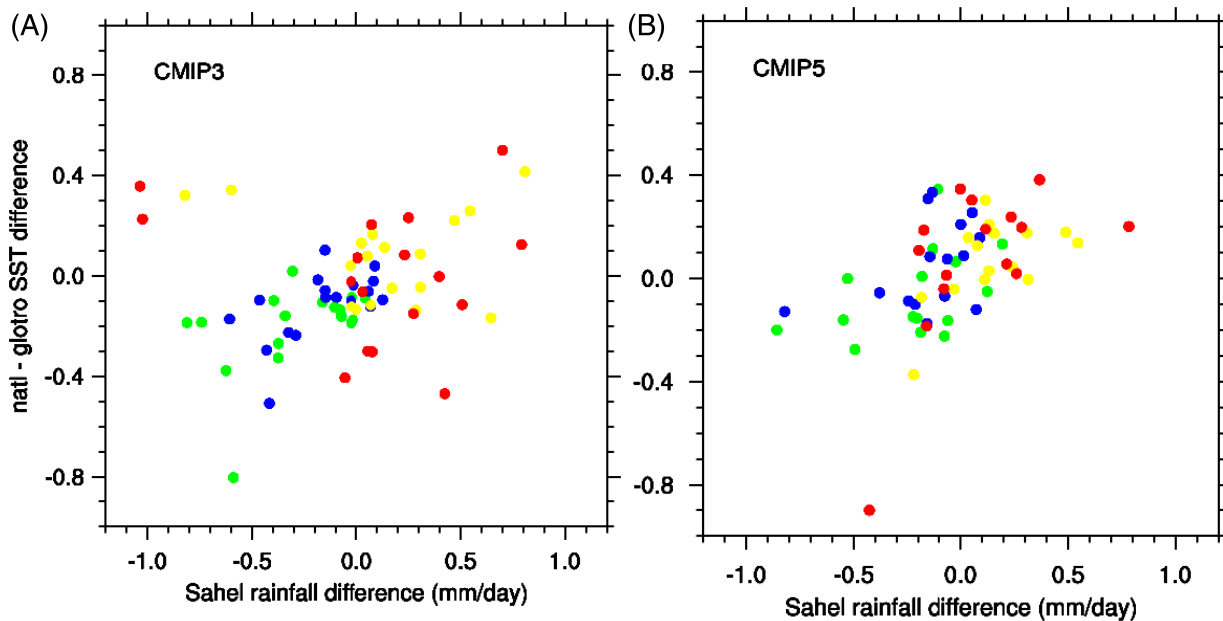 (A)
CMIP3
natl - glotro SST difference
0.8
0.4
0.0
-0.4
-0.8
-1.0 -0.5 0.0 0.5 1.0
Sahel rainfall difference (mm/day)
(B)
CMIP5
0.8
0.4
0.0
-0.4
-0.8
-1.0 -0.5 0.0 0.5 1.0
Sahel rainfall difference (mm/day)